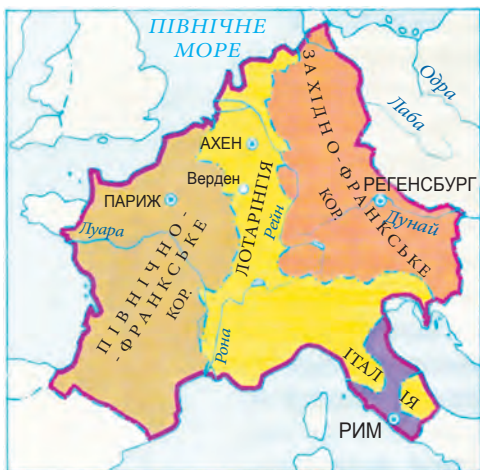 ПІВНІЧНЕ
МОРЕ
Одра
Лаба
ЗАХІДНО-ФРАНКСЬКЕ
КОР.
АХЕН
Верден
ПАРИЖ
РЕГЕНСБУРГ
Дунай
Рейн
ЛОТАРІНГІЯ
Луара
ПІВНІЧНО-
-ФРАНКСЬКЕ
КОР.
Рона
ІТАЛ
ІЯ
РИМ